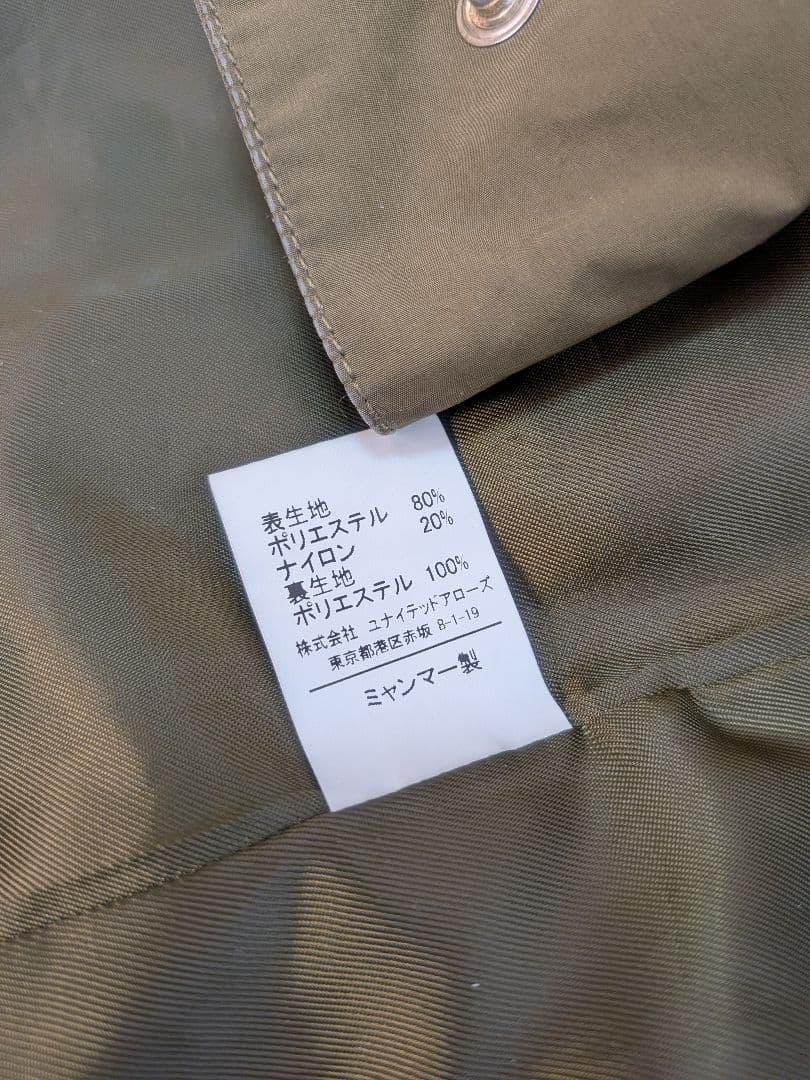 表生地
ポリエステル 80%
ナイロン 20%
裏生地
ポリエステル 100%
株式会社 ユナイテッドアローズ
東京都港区赤坂 8-1-19
ミャンマー製